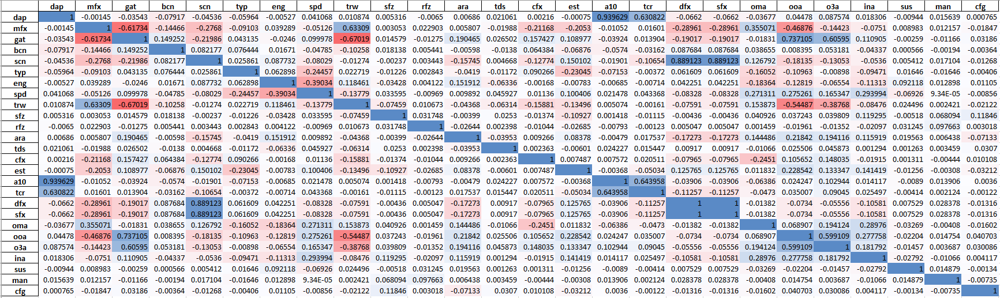 dap mfx gat bcn scn typ eng spd trw sfz rfz ara tds cfx est a10 tcr dfx sfx oma ooa o3a ina sus man cfg
dap 1 -0.00145 -0.03543 -0.07917 -0.04536 -0.05964 -0.00527 0.041068 0.010874 0.005316 -0.0065 0.00686 0.021061 0.00216 -0.00075 0.939629 0.630822 -0.0662 -0.0662 -0.03677 0.04478 0.087574 0.018306 -0.00944 0.015639 0.000765
mfx -0.00145 1 -0.61734 -0.14466 -0.2768 -0.09103 0.039289 -0.05126 0.63309 0.003053 0.022903 0.005807 -0.01988 -0.21168 -0.2053 -0.01052 0.01601 -0.28961 -0.28961 0.355071 -0.46876 -0.14423 -0.0751 0.008983 0.012157 -0.01847
gat -0.03543 -0.61734 1 0.149252 -0.21986 0.043135 -0.0246 0.099978 -0.67019 0.014579 -0.01275 0.190465 0.026502 0.157427 0.108977 -0.03924 0.013904 -0.19017 -0.19017 -0.01831 0.737105 0.60595 0.110905 -0.00259 -0.01166 0.03186
bcn -0.07917 -0.14466 0.149252 1 0.082177 0.076444 0.01671 -0.04785 -0.10258 0.018138 0.005441 -0.00598 -0.0138 0.064384 -0.06876 -0.0574 -0.03162 0.087684 0.087684 0.038655 0.008395 0.053181 -0.04337 0.000566 -0.00194 -0.00364
scn -0.04536 -0.2768 -0.21986 0.082177 1 0.025861 0.087732 -0.08029 -0.01274 -0.00237 0.003443 -0.15745 0.004668 -0.12774 0.150102 -0.01901 -0.10654 0.889123 0.889123 0.126792 -0.18135 -0.13053 -0.0536 0.005412 0.017104 -0.01268
typ -0.05964 -0.09103 0.043135 0.076444 0.025861 1 0.062898 -0.24457 0.022719 -0.01226 0.002843 -0.0419 -0.01172 0.090266 -0.23045 -0.07153 -0.00372 0.061609 0.061609 -0.16052 -0.10963 -0.00898 -0.09471 0.01646 -0.01646 -0.00406
eng -0.00527 0.039289 -0.0246 0.01671 0.087732 0.062898 1 -0.39034 0.118461 -0.03428 0.004122 0.151912 -0.06336 -0.00168 -0.00783 -0.00685 -0.00714 0.042251 0.042251 -0.18364 -0.12819 -0.06554 -0.11313 0.092118 0.012898 0.01105
spd 0.041068 -0.05126 0.099978 -0.04785 -0.08029 -0.24457 -0.39034 1 -0.13779 0.033595 -0.00969 0.009892 0.045927 0.01136 0.100406 0.021478 0.043368 -0.08328 -0.08328 0.271311 0.275261 0.165347 0.293994 -0.06926 9.34E-05 -0.00856
trw 0.010874 0.63309 -0.67019 -0.10258 -0.01274 0.022719 0.118461 -0.13779 1 -0.07459 0.010673 -0.04368 -0.06314 -0.15881 -0.13496 0.005074 -0.00161 -0.07591 -0.07591 0.153873 -0.54487 -0.38768 -0.08476 0.024496 0.002421 -0.02122
sfz 0.005316 0.003053 0.014579 0.018138 -0.00237 -0.01226 -0.03428 0.033595 -0.07459 1 0.031748 -0.00399 0.0253 -0.01374 -0.10927 0.001418 -0.01115 -0.00436 -0.00436 0.040926 0.037243 0.039809 0.119295 -0.00518 0.068094 0.11846
rfz -0.0065 0.022903 -0.01275 0.005441 0.003443 0.002843 0.004122 -0.00969 0.010673 0.031748 1 -0.02644 0.002398 -0.01044 -0.02685 -0.00793 -0.00123 0.005047 0.005047 0.001459 -0.01961 -0.01352 -0.02097 0.031245 0.097663 0.003018
ara 0.00686 0.005807 0.190465 -0.00598 -0.15745 -0.0419 0.151912 0.009892 -0.04368 -0.00399 -0.02644 1 -0.03953 0.009266 0.08378 -0.00479 0.017537 -0.17273 -0.17273 0.144486 0.21842 0.194116 0.115919 0.019563 0.006438 -0.07133
tds 0.021061 -0.01988 0.026502 -0.0138 0.004668 -0.01172 -0.06336 0.045927 -0.06314 0.0253 0.002398 -0.03953 1 0.002363 -0.00601 0.024227 0.015447 0.00917 0.00917 -0.01066 0.025506 0.045873 0.001294 0.001263 0.003459 0.0307
cfx 0.00216 -0.21168 0.157427 0.064384 -0.12774 0.090266 -0.00168 0.01136 -0.15881 -0.01374 -0.01044 0.009266 0.002363 1 0.007487 0.007572 0.020511 -0.07965 -0.07965 -0.2451 0.105652 0.148035 -0.01915 0.001311 -0.00444 0.010108
est -0.00075 -0.2053 0.108977 -0.06876 0.150102 -0.23045 -0.00783 0.100406 -0.13496 -0.10927 -0.02685 0.08378 -0.00601 0.007487 1 -0.00368 -0.05034 0.125765 0.125765 0.011832 0.228542 0.133347 0.141419 -0.01256 -0.00308 -0.03212
a10 0.939629 -0.01052 -0.03924 -0.0574 -0.01901 -0.07153 -0.00685 0.021478 0.005074 0.001418 -0.00793 -0.00479 0.024227 0.007572 -0.00368 1 0.643958 -0.03906 -0.03906 -0.06386 0.024247 0.102944 0.014117 -0.0089 0.013906 0.0036
tcr 0.630822 0.01601 0.013904 -0.03162 -0.10654 -0.00372 -0.00714 0.043368 -0.00161 -0.01115 -0.00123 0.017537 0.015447 0.020511 -0.05034 0.643958 1 -0.11257 -0.11257 -0.0473 0.035007 0.09045 0.025497 -0.00414 0.002124 -0.00122
dfx -0.0662 -0.28961 -0.19017 0.087684 0.889123 0.061609 0.042251 -0.08328 -0.07591 -0.00436 0.005047 -0.17273 0.00917 -0.07965 0.125765 -0.03906 -0.11257 1 1 -0.01382 -0.0734 -0.05556 -0.10581 0.007529 0.028378 -0.01316
sfx -0.0662 -0.28961 -0.19017 0.087684 0.889123 0.061609 0.042251 -0.08328 -0.07591 -0.00436 0.005047 -0.17273 0.00917 -0.07965 0.125765 -0.03906 -0.11257 1 1 -0.01382 -0.0734 -0.05556 -0.10581 0.007529 0.028378 -0.01316
oma -0.03677 0.355071 -0.01831 0.038655 0.126792 -0.16052 -0.18364 0.271311 0.153873 0.040926 0.001459 0.144486 -0.01066 -0.2451 0.011832 -0.06386 -0.0473 -0.01382 -0.01382 1 0.068907 0.194124 0.28976 -0.03269 -0.00408 -0.01602
ooa 0.04478 -0.46876 0.737105 0.008395 -0.18135 -0.10963 -0.12819 0.275261 -0.54487 0.037243 -0.01961 0.21842 0.025506 0.105652 0.228542 0.024247 0.035007 -0.0734 -0.0734 0.068907 1 0.599109 0.277758 -0.02204 0.014754 0.040703
o3a 0.087574 -0.14423 0.60595 0.053181 -0.13053 -0.00898 -0.06554 0.165347 -0.38768 0.039809 -0.01352 0.194116 0.045873 0.148035 0.133347 0.102944 0.09045 -0.05556 -0.05556 0.194124 0.599109 1 0.181792 -0.01457 0.003687 0.030086
ina 0.018306 -0.0751 0.110905 -0.04337 -0.0536 -0.09471 -0.11313 0.293994 -0.08476 0.119295 -0.02097 0.115919 0.001294 -0.01915 0.141419 0.014117 0.025497 -0.10581 -0.10581 0.28976 0.277758 0.181792 1 -0.02792 -0.01066 0.004117
sus -0.00944 0.008983 -0.00259 0.000566 0.005412 0.01646 0.092118 -0.06926 0.024496 -0.00518 0.031245 0.019563 0.001263 0.001311 -0.01256 -0.0089 -0.00414 0.007529 0.007529 -0.03269 -0.02204 -0.01457 -0.02792 1 0.014879 -0.00134
man 0.015639 0.012157 -0.01166 -0.00194 0.017104 -0.01646 0.012898 9.34E-05 0.002421 0.068094 0.097663 0.006438 0.003459 -0.00444 -0.00308 0.013906 0.002124 0.028378 0.028378 -0.00408 0.014754 0.003687 -0.01066 0.014879 1 -0.00735
cfg 0.000765 -0.01847 0.03186 -0.00364 -0.01268 -0.00406 0.01105 -0.00856 -0.02122 0.11846 0.003018 -0.07133 0.0307 0.010108 -0.03212 0.0036 -0.00122 -0.01316 -0.01316 -0.01602 0.040703 0.030086 0.004117 -0.00134 -0.00735 1